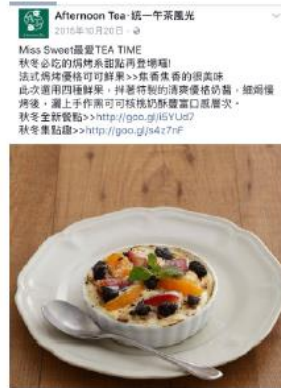 Afternoon Tea·統一午茶風光
2016年10月20日
Miss Sweet最愛TEA TIME
秋冬必吃的焗烤系甜點再登場囉!
法式焗烤優格可可鮮果>>焦香焦香的很美味
此次選用四種鮮果，拌著特製的清爽優格奶醬，細焗慢
烤後，灑上手作黑可可核桃奶酥豐富口感層次。
秋冬全新餐點>>http://goo.gl/i5YUd7
秋冬集點趣>>http://goo.gl/s4z7nF